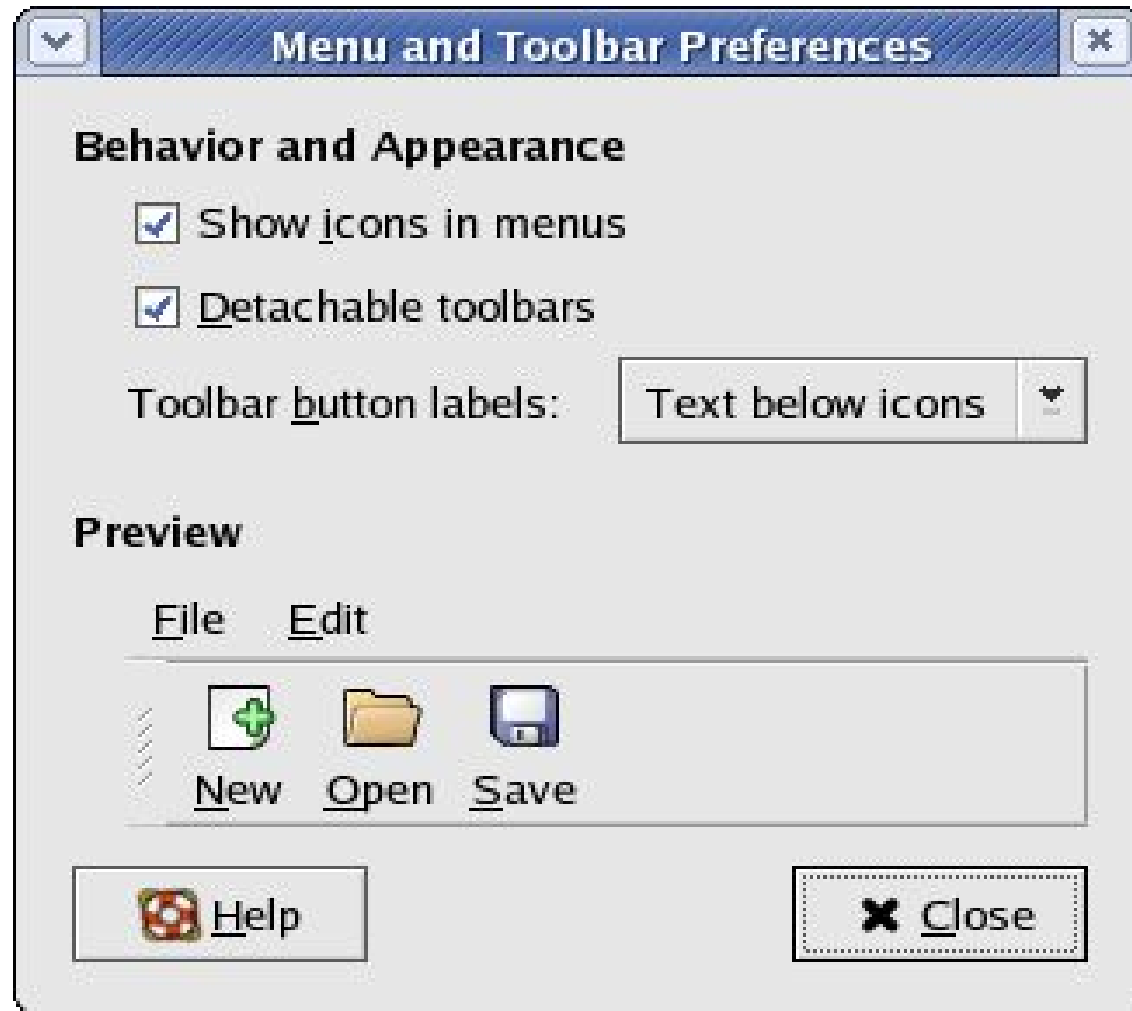 Menu and Toolbar Preferences
Behavior and Appearance
Show icons in menus
Detachable toolbars
Toolbar button labels: Text below icons
Preview
File Edit
New Open Save
Help Close